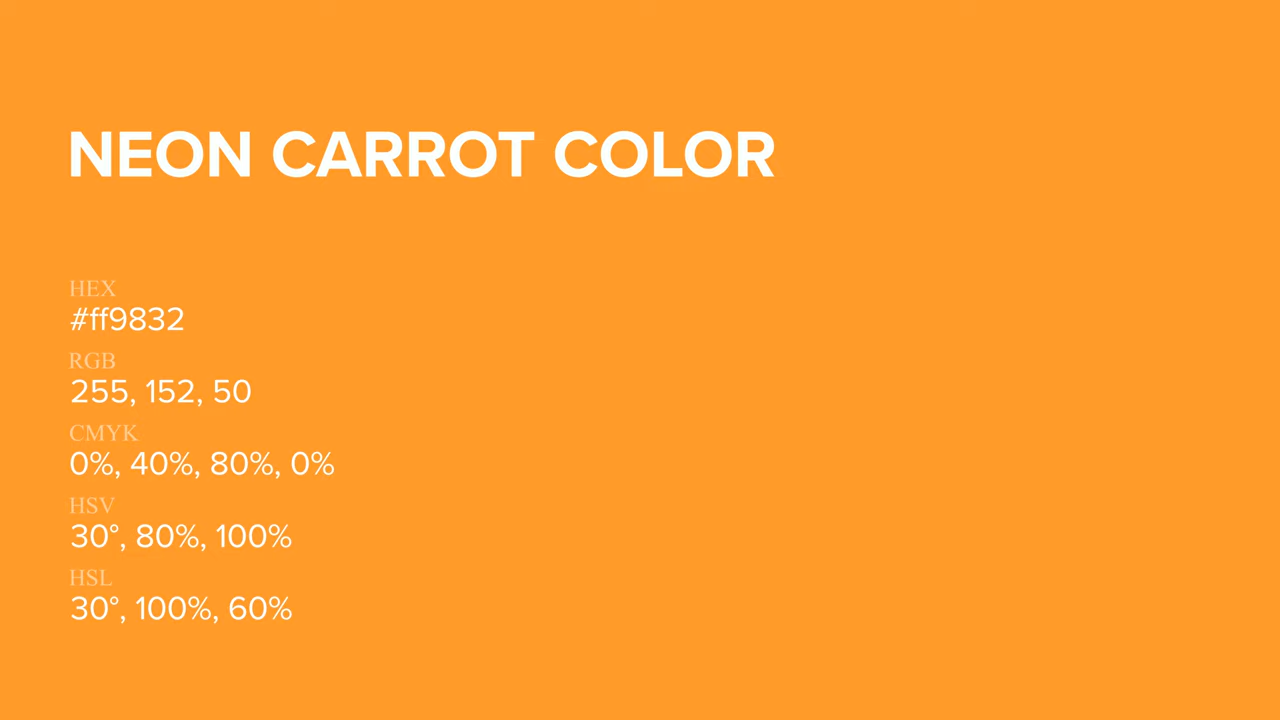 NEON CARROT COLOR
HEX
#ff9832
RGB
255, 152, 50
CMYK
0%, 40%, 80%, 0%
HSV
30°, 80%, 100%
HSL
30°, 100%, 60%